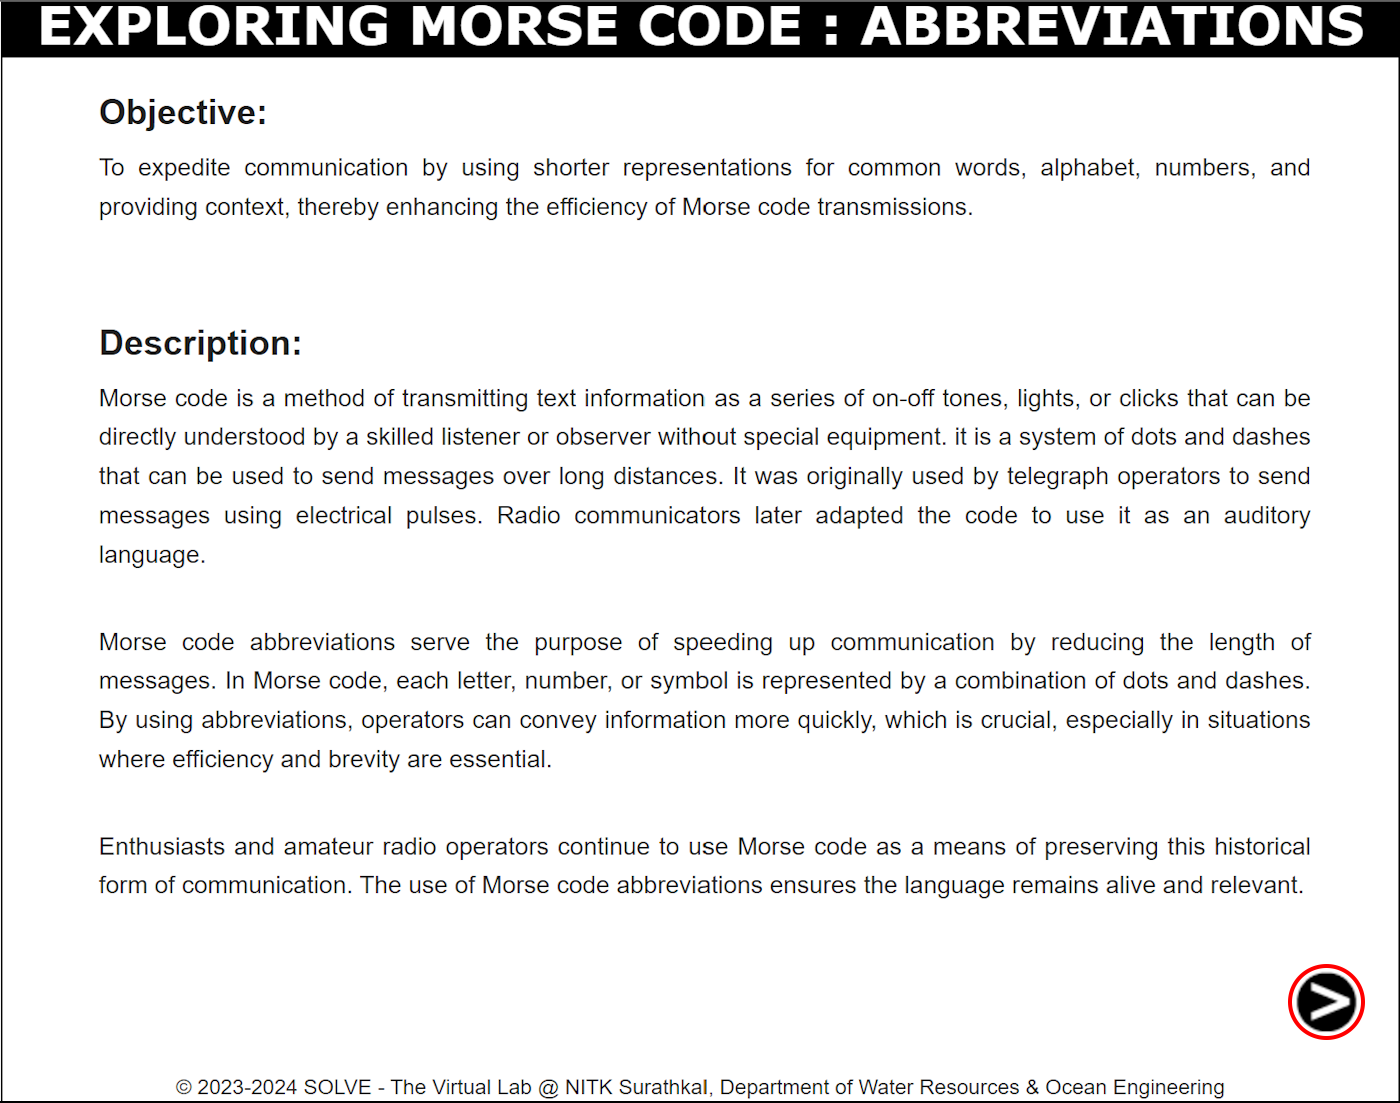 EXPLORING MORSE CODE : ABBREVIATIONS
Objective:
To expedite communication by using shorter representations for common words, alphabet, numbers, and
providing context, thereby enhancing the efficiency of Morse code transmissions.
Description:
Morse code is a method of transmitting text information as a series of on-off tones, lights, or clicks that can be
directly understood by a skilled listener or observer without special equipment. it is a system of dots and dashes
that can be used to send messages over long distances. It was originally used by telegraph operators to send
messages using electrical pulses. Radio communicators later adapted the code to use it as an auditory
language.
Morse code abbreviations serve the purpose of speeding up communication by reducing the length of
messages. In Morse code, each letter, number, or symbol is represented by a combination of dots and dashes.
By using abbreviations, operators can convey information more quickly, which is crucial, especially in situations
where efficiency and brevity are essential.
Enthusiasts and amateur radio operators continue to use Morse code as a means of preserving this historical
form of communication. The use of Morse code abbreviations ensures the language remains alive and relevant.
>
© 2023-2024 SOLVE - The Virtual Lab @ NITK Surathkal, Department of Water Resources & Ocean Engineering